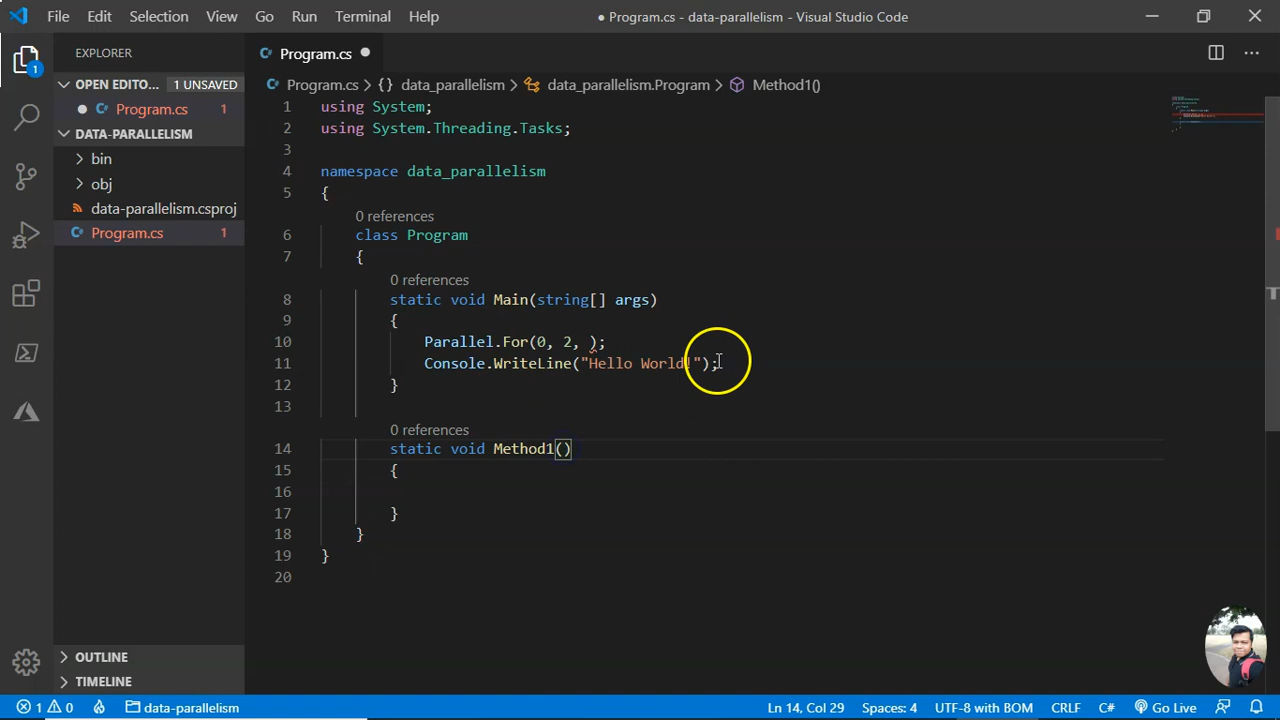 File Edit Selection View Go Run Terminal Help
● Program.cs - data-parallelism - Visual Studio Code
EXPLORER
Program.cs ●
OPEN EDITO... 1 UNSAVED
Program.cs > {} data_parallelism > data_parallelism.Program > Method1()
● Program.cs 1
DATA-PARALLELISM
bin
obj
data-parallelism.csproj
Program.cs 1
1 using System;
2 using System.Threading.Tasks;
3
4 namespace data_parallelism
5 {
0 references
6 class Program
7 {
0 references
8 static void Main(string[] args)
9 {
10 Parallel.For(0, 2, );
11 Console.WriteLine("Hello World!");
12 }
13
0 references
14 static void Method1()
15 {
16
17 }
18 }
19 }
20
OUTLINE
TIMELINE
1 0 data-parallelism Ln 14, Col 29 Spaces: 4 UTF-8 with BOM CRLF C# Go Live
1